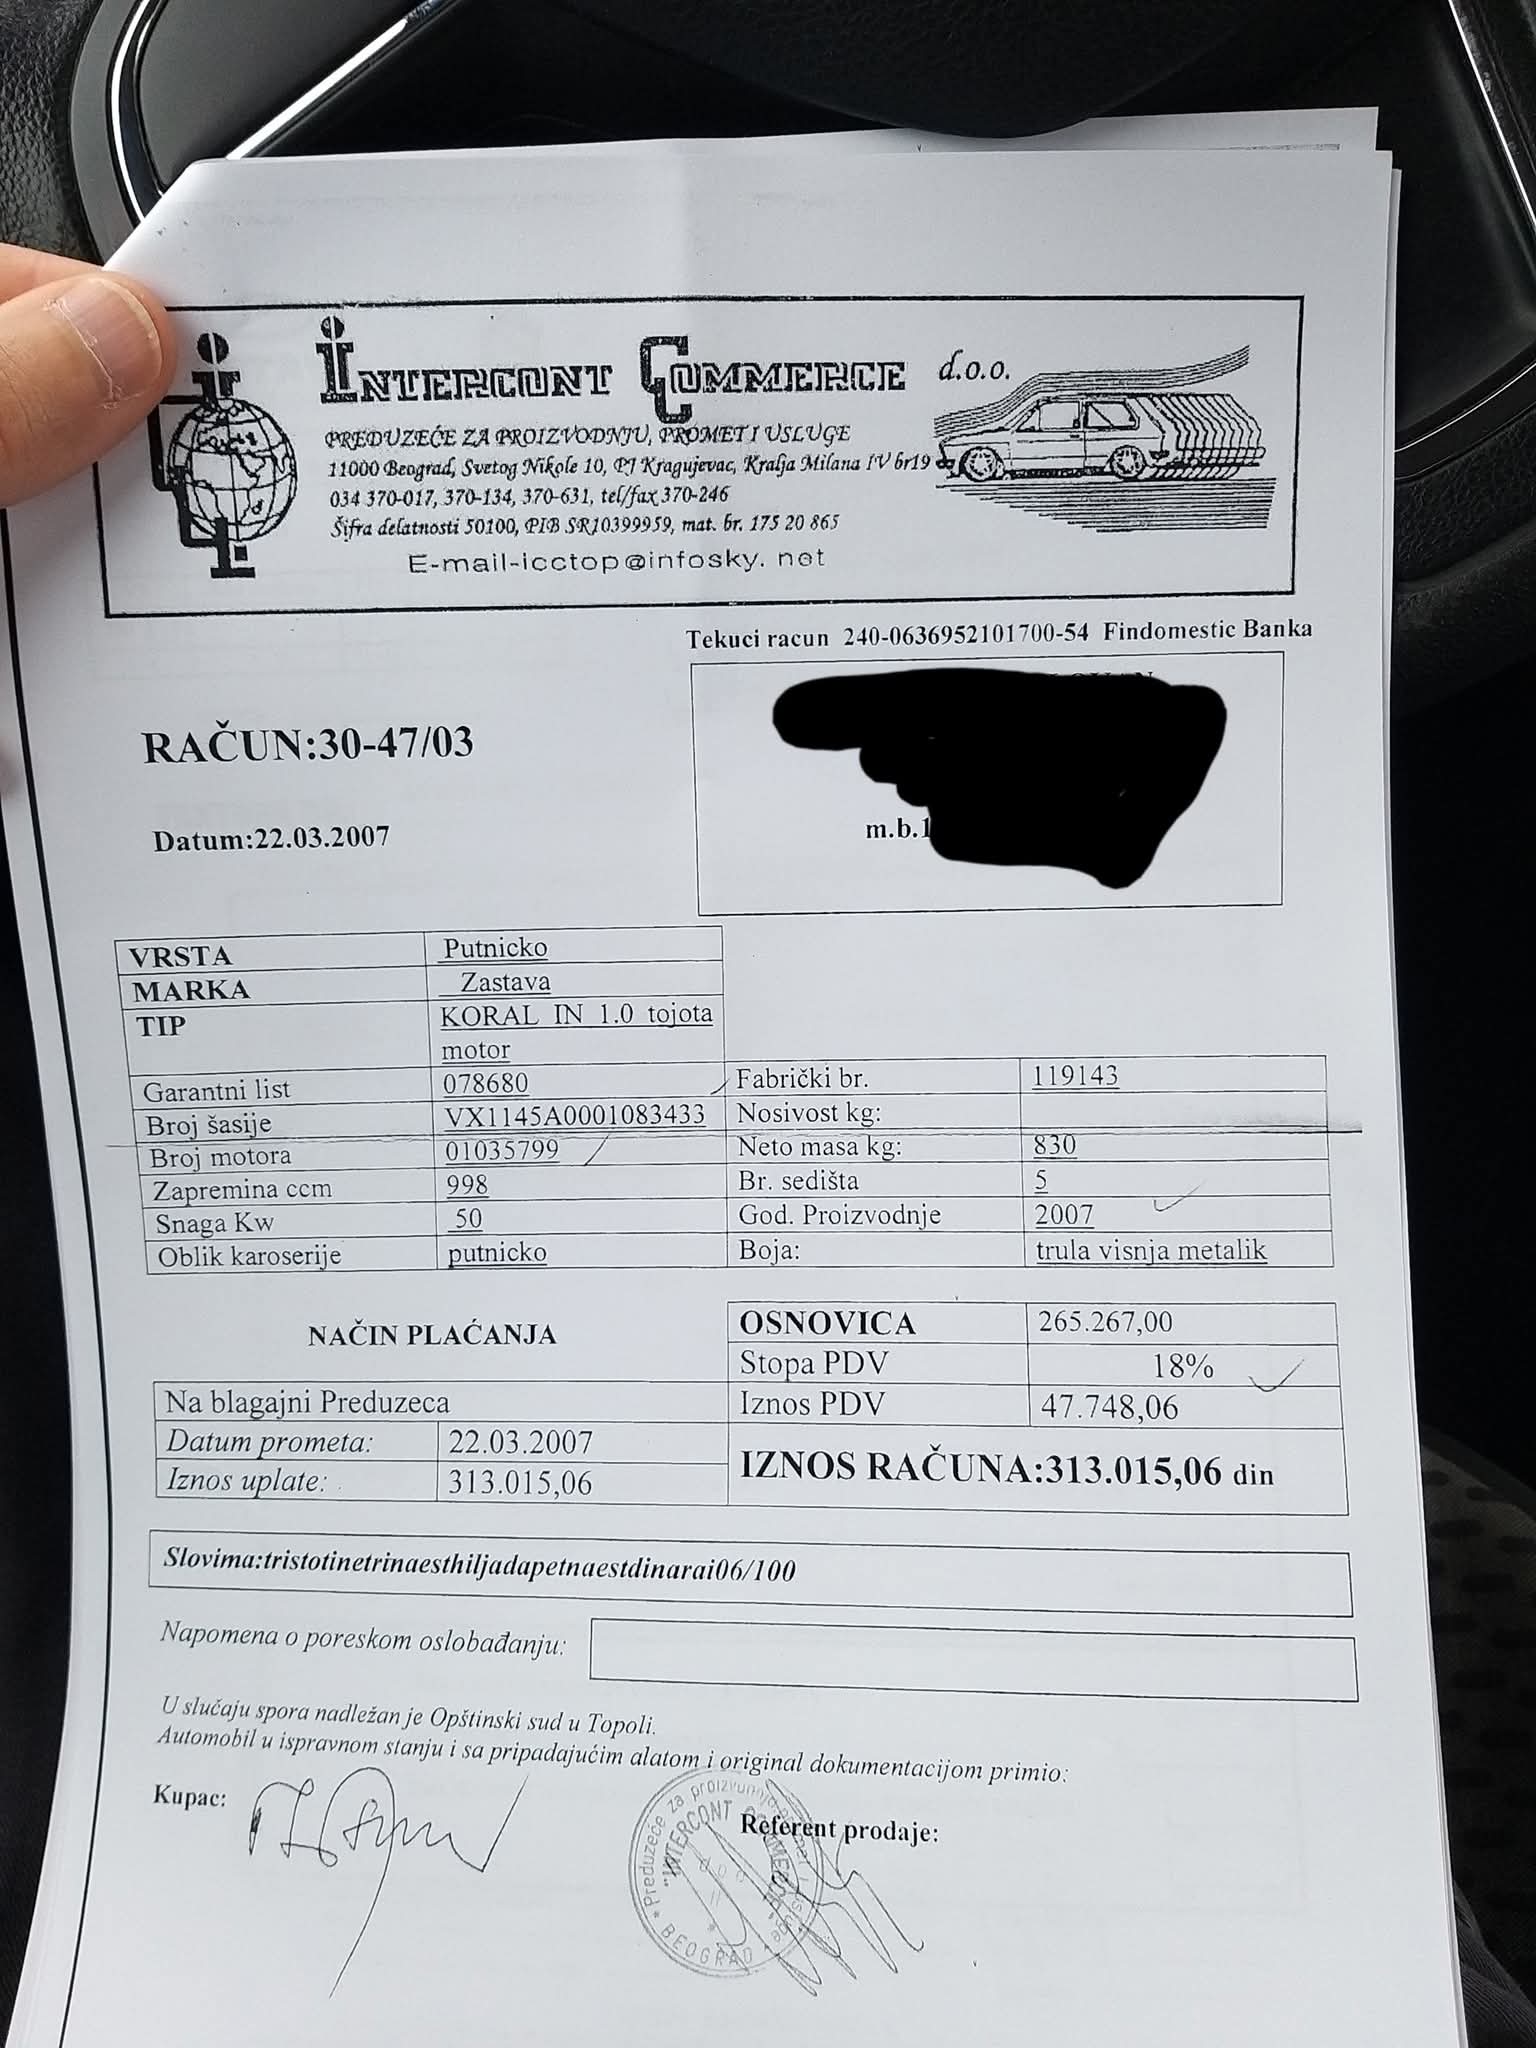 INTERCONT COMMERCE d.o.o.
PREDUZEĆE ZA PROIZVODNJU, PROMET I USLUGE
11000 Beograd, Svetog Nikole 10, PJ Kragujevac, Kralja Milana IV br19
034 370-017, 370-134, 370-631, tel/fax 370-246
Šifra delatnosti 50100, PIB SR10399959, mat. br. 175 20 865
E-mail-icctop@infosky. net
Tekuci racun 240-0636952101700-54 Findomestic Banka
RAČUN:30-47/03
Datum:22.03.2007
m.b.1
VRSTA Putnicko
MARKA Zastava
TIP KORAL IN 1.0 tojota
motor
Garantni list 078680 Fabrički br. 119143
Broj šasije VX1145A0001083433 Nosivost kg:
Broj motora 01035799 Neto masa kg: 830
Zapremina ccm 998 Br. sedišta 5
Snaga Kw 50 God. Proizvodnje 2007
Oblik karoserije putnicko Boja: trula visnja metalik
NAČIN PLAĆANJA
OSNOVICA 265.267,00
Stopa PDV 18%
Na blagajni Preduzeca Iznos PDV 47.748,06
Datum prometa: 22.03.2007
Iznos uplate: 313.015,06
IZNOS RAČUNA:313.015,06 din
Slovima:tristotinetrinaesthiljadapetnaestdinarai06/100
Napomena o poreskom oslobađanju:
U slučaju spora nadležan je Opštinski sud u Topoli.
Automobil u ispravnom stanju i sa pripadajućim alatom i original dokumentacijom primio:
Kupac:
Referent prodaje:
Preduzeće za proizvodnju
"INTERCONT COMMERCE"
BEOGRAD